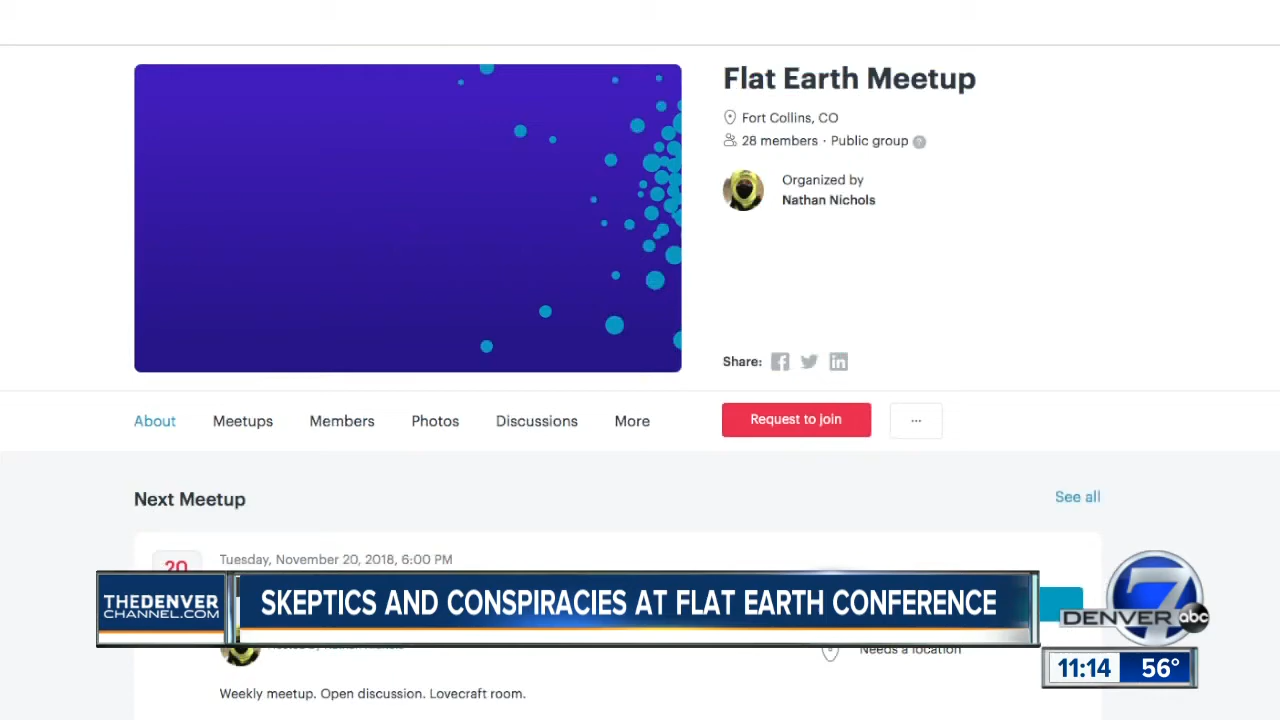 Flat Earth Meetup
Fort Collins, CO
28 members · Public group ?
Organized by
Nathan Nichols
Share:
About Meetups Members Photos Discussions More Request to join ...
Next Meetup See all
20 Tuesday, November 20, 2018, 6:00 PM
THEDENVER
CHANNEL.COM
SKEPTICS AND CONSPIRACIES AT FLAT EARTH CONFERENCE
7
DENVER abc
Needs a location
11:14 56°
Weekly meetup. Open discussion. Lovecraft room.